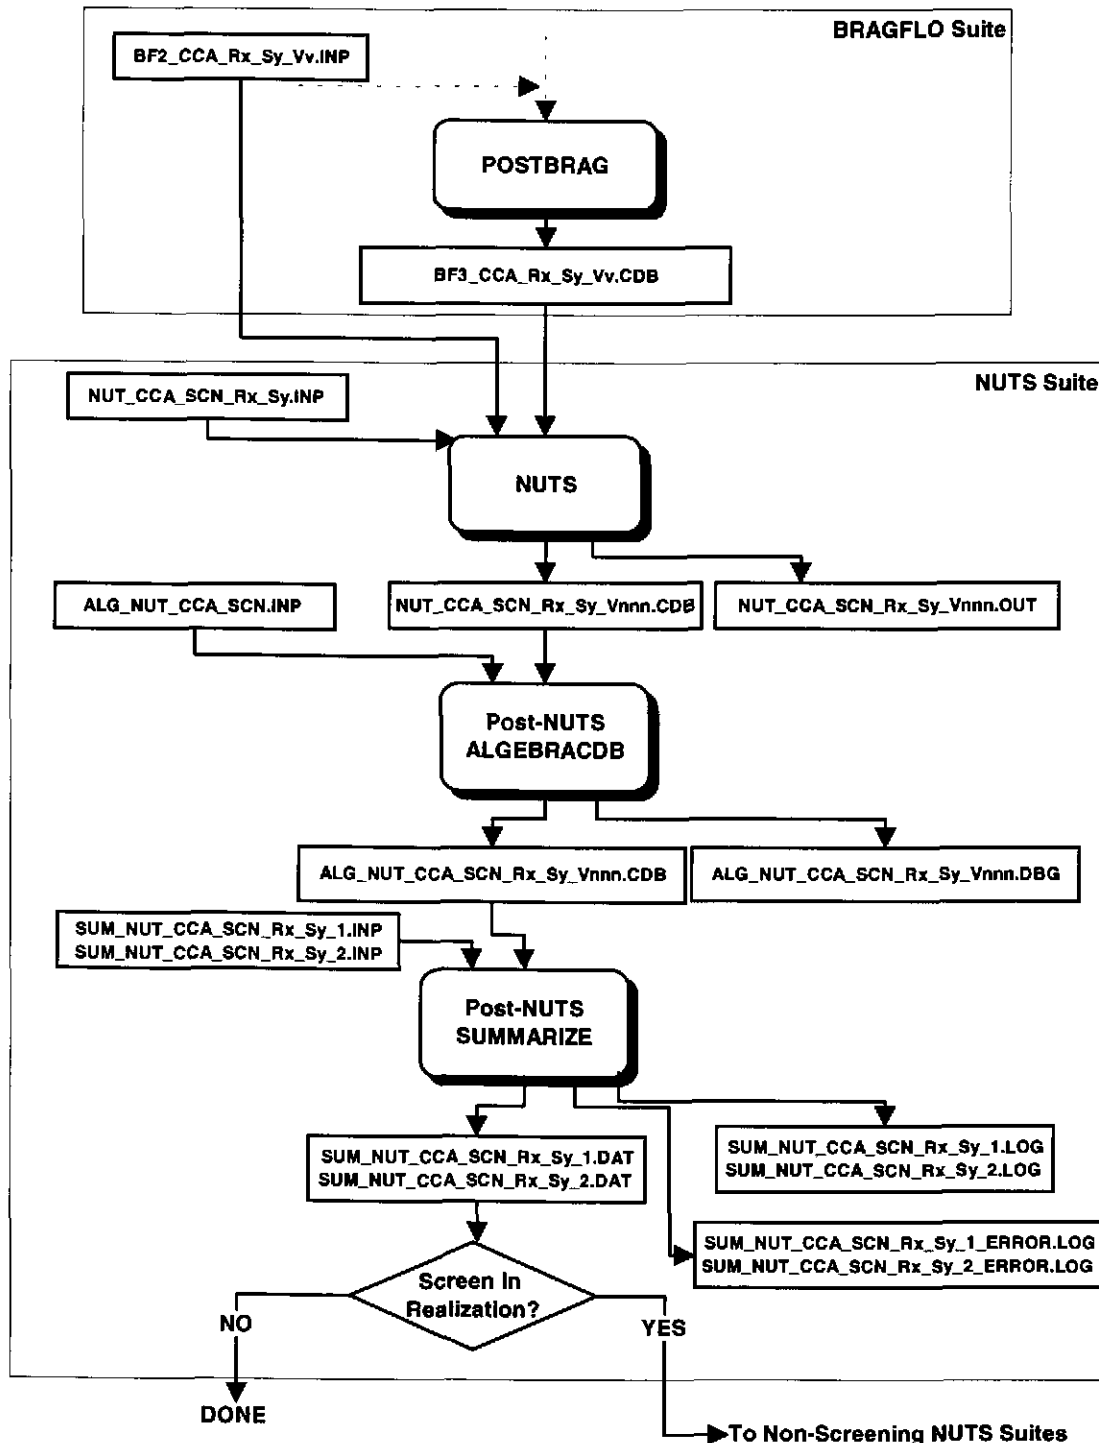 BRAGFLO Suite
BF2_CCA_Rx_Sy_Vv.INP
POSTBRAG
BF3_CCA_Rx_Sy_Vv.CDB
NUTS Suite
NUT_CCA_SCN_Rx_Sy.INP
NUTS
ALG_NUT_CCA_SCN.INP
NUT_CCA_SCN_Rx_Sy_Vnnn.CDB
NUT_CCA_SCN_Rx_Sy_Vnnn.OUT
Post-NUTS
ALGEBRACDB
ALG_NUT_CCA_SCN_Rx_Sy_Vnnn.CDB
ALG_NUT_CCA_SCN_Rx_Sy_Vnnn.DBG
SUM_NUT_CCA_SCN_Rx_Sy_1.INP
SUM_NUT_CCA_SCN_Rx_Sy_2.INP
Post-NUTS
SUMMARIZE
SUM_NUT_CCA_SCN_Rx_Sy_1.DAT
SUM_NUT_CCA_SCN_Rx_Sy_2.DAT
SUM_NUT_CCA_SCN_Rx_Sy_1.LOG
SUM_NUT_CCA_SCN_Rx_Sy_2.LOG
SUM_NUT_CCA_SCN_Rx_Sy_1_ERROR.LOG
SUM_NUT_CCA_SCN_Rx_Sy_2_ERROR.LOG
Screen In
Realization?
NO
YES
DONE
To Non-Screening NUTS Suites